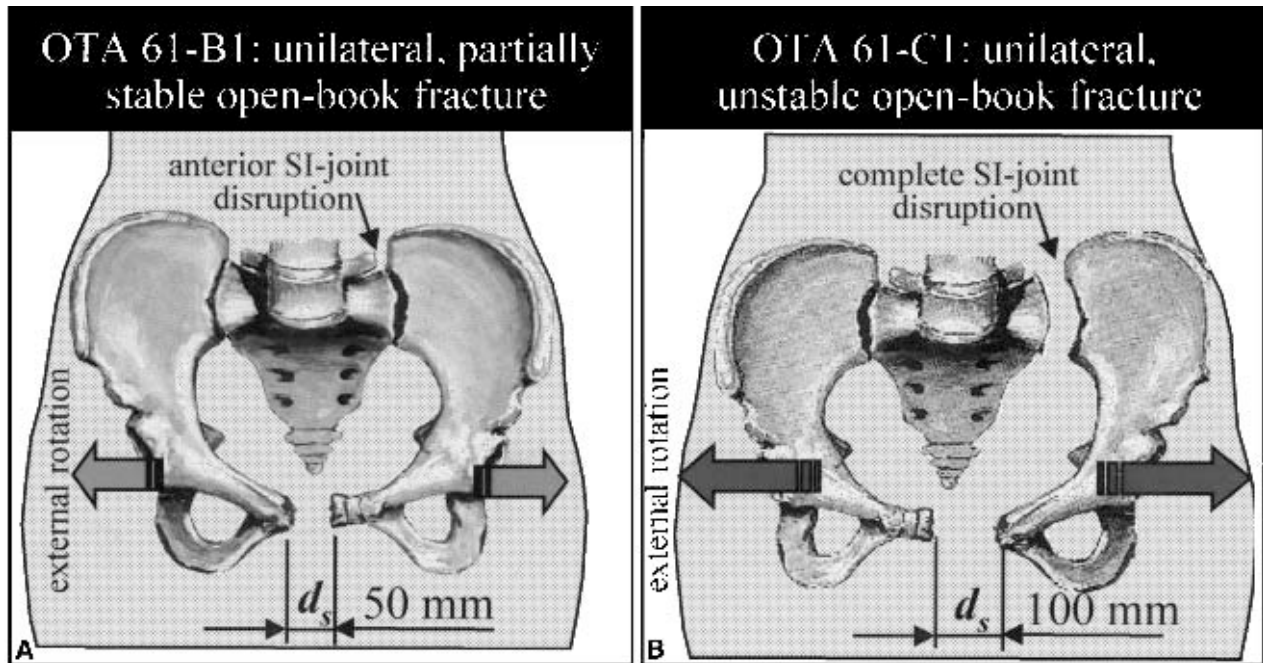 OTA 61-B1: unilateral, partially
stable open-book fracture
anterior SI-joint
disruption
external rotation
d_s
50 mm
A
OTA 61-C1: unilateral,
unstable open-book fracture
complete SI-joint
disruption
external rotation
d_s
100 mm
B